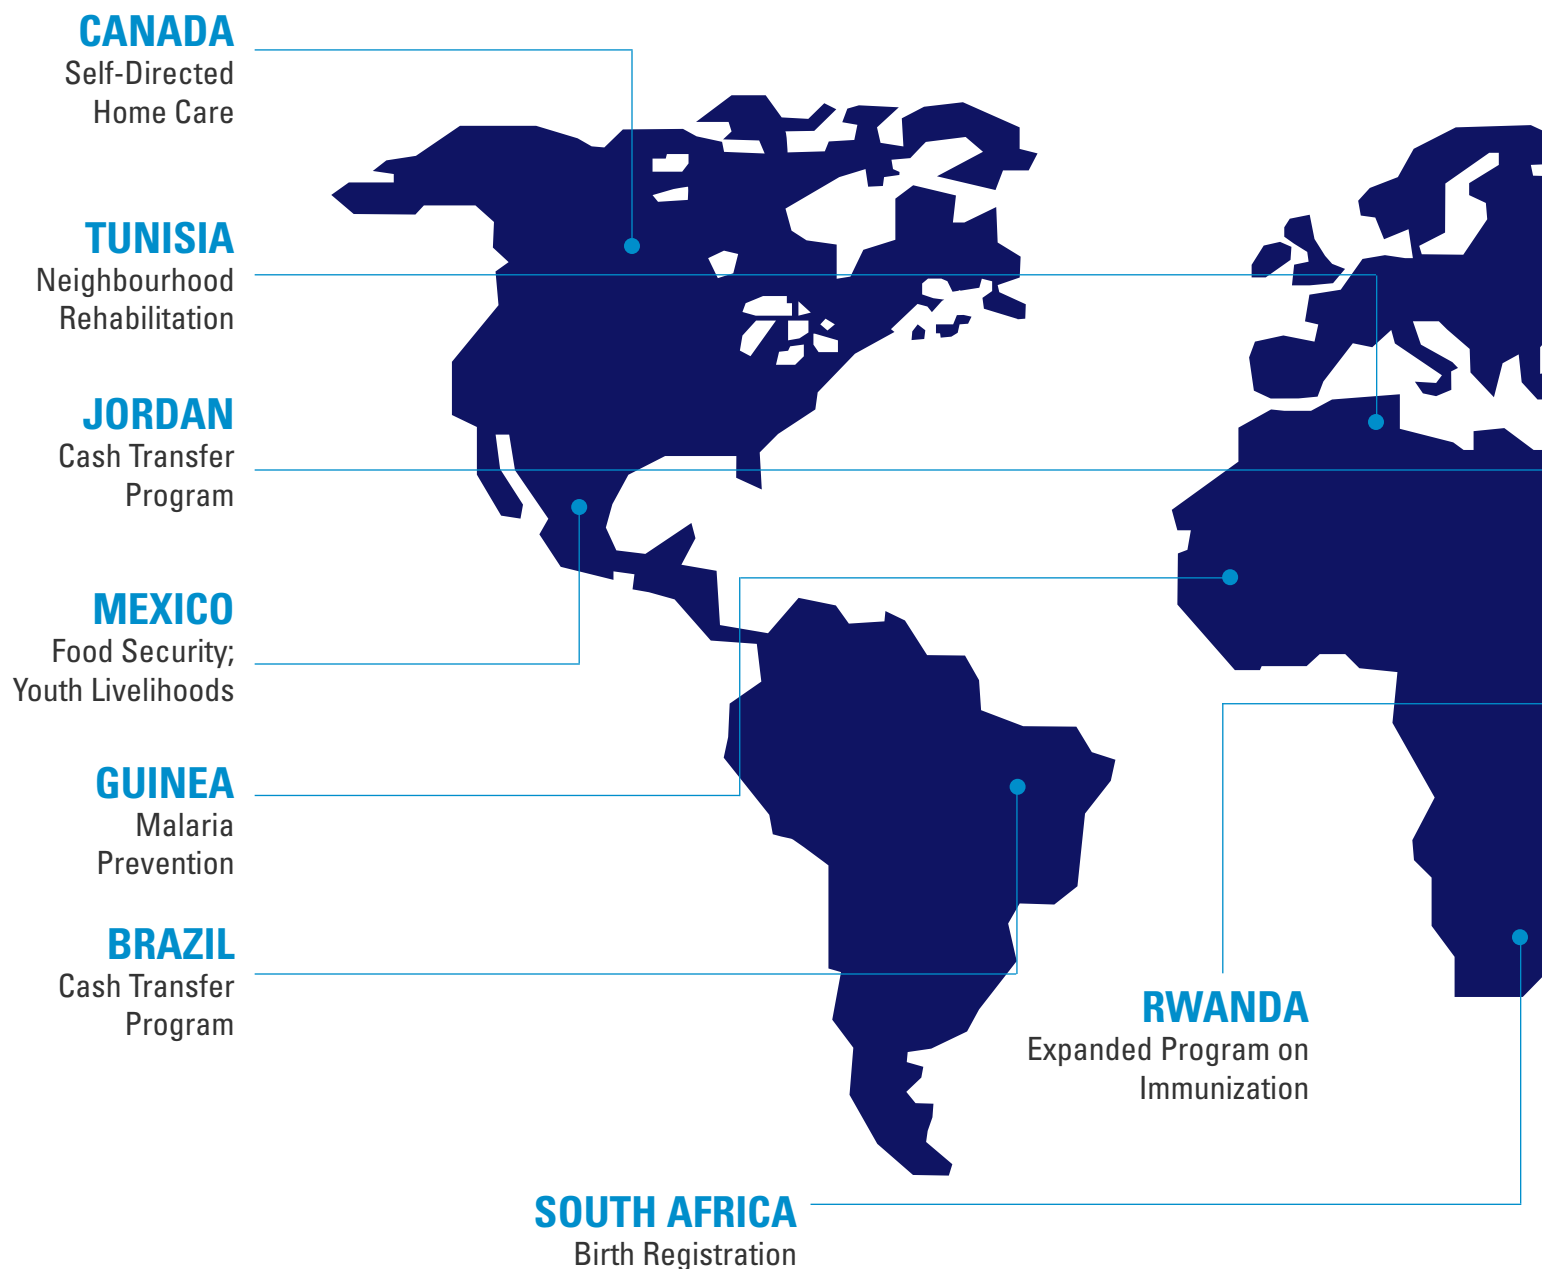 CANADA
Self-Directed
Home Care
TUNISIA
Neighbourhood
Rehabilitation
JORDAN
Cash Transfer
Program
MEXICO
Food Security;
Youth Livelihoods
GUINEA
Malaria
Prevention
BRAZIL
Cash Transfer
Program
RWANDA
Expanded Program on
Immunization
SOUTH AFRICA
Birth Registration